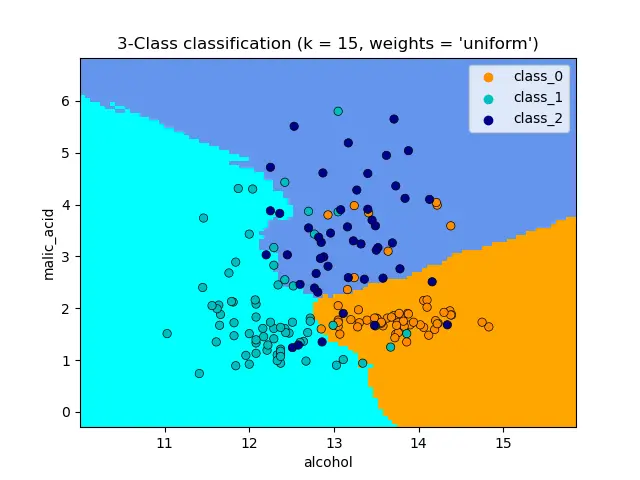 3-Class classification (k = 15, weights = 'uniform')
class_0
class_1
class_2
6
5
4
3
2
1
0
malic_acid
11 12 13 14 15
alcohol